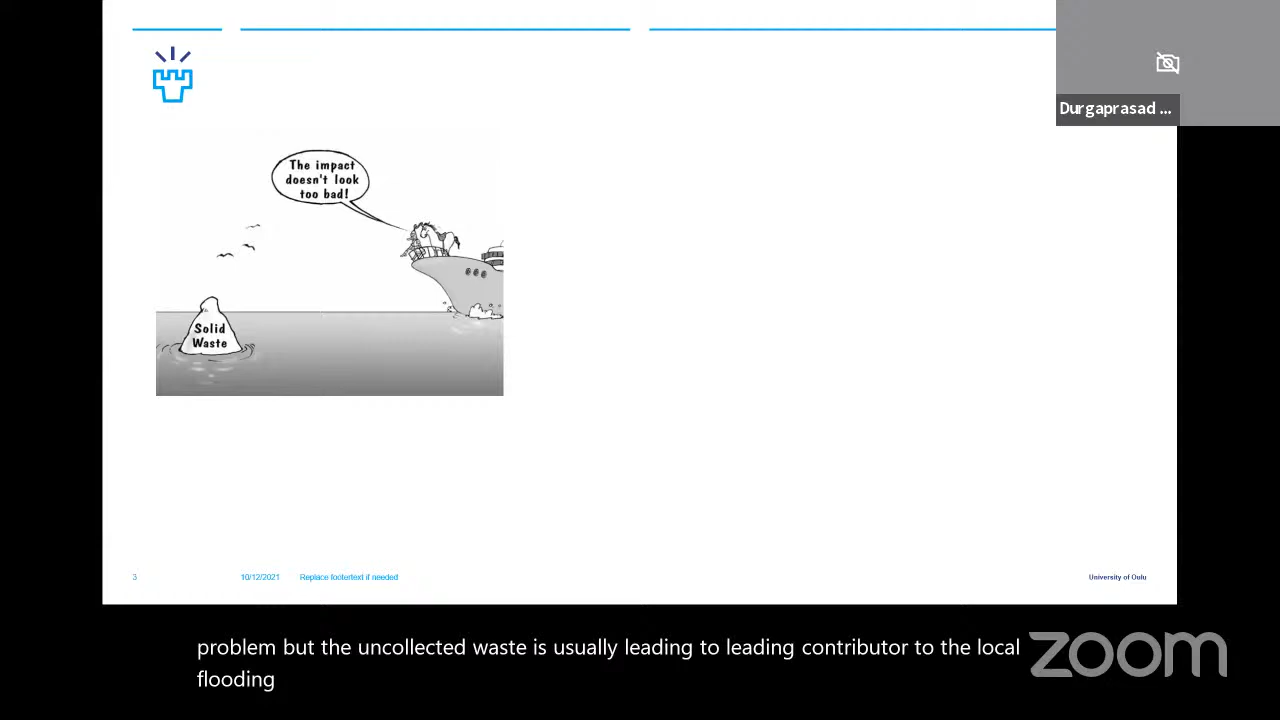 Durgaprasad ...
The impact
doesn't look
too bad!
Solid
Waste
3
10/12/2021
Replace footertext if needed
University of Oulu
problem but the uncollected waste is usually leading to leading contributor to the local
flooding
zoom